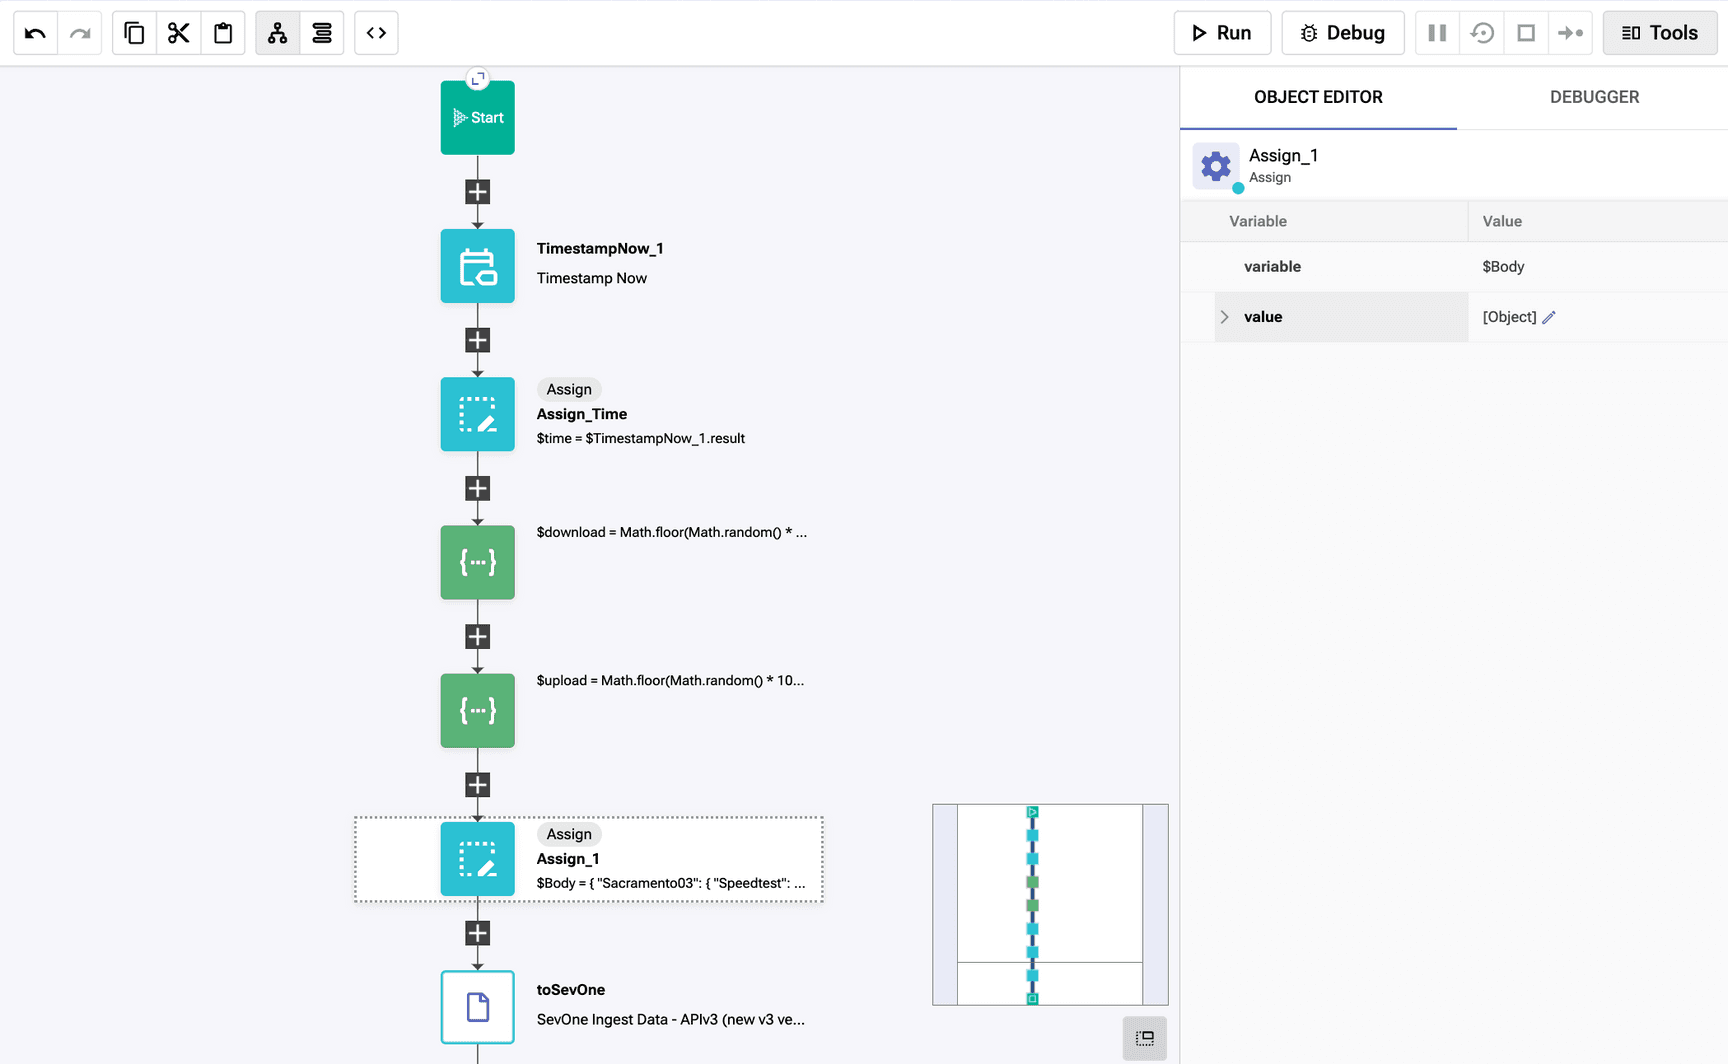 Run
Debug
Tools
Start
TimestampNow_1
Timestamp Now
Assign
Assign_Time
$time = $TimestampNow_1.result
$download = Math.floor(Math.random() * ...
$upload = Math.floor(Math.random() * 10...
Assign
Assign_1
$Body = { "Sacramento03": { "Speedtest": ...
toSevOne
SevOne Ingest Data - APIv3 (new v3 ve...
OBJECT EDITOR
DEBUGGER
Assign_1
Assign
Variable
Value
variable
$Body
value
[Object]